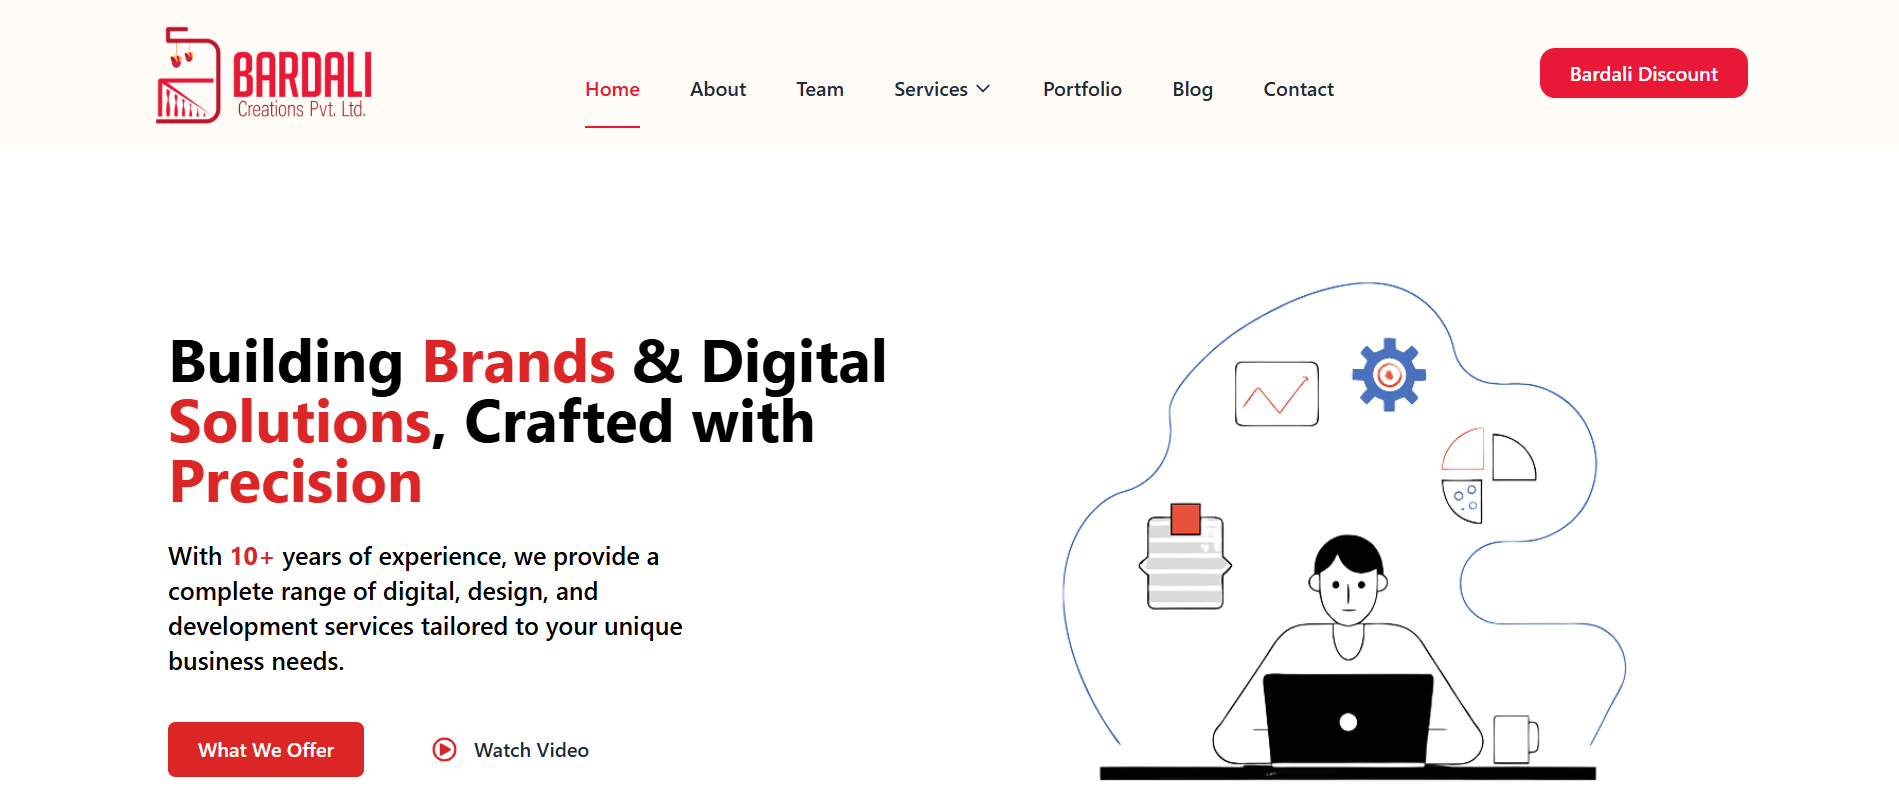 BARDALI
Creations Pvt. Ltd.
Home
About
Team
Services
Portfolio
Blog
Contact
Bardali Discount
Building Brands & Digital
Solutions, Crafted with
Precision
With 10+ years of experience, we provide a
complete range of digital, design, and
development services tailored to your unique
business needs.
What We Offer
Watch Video